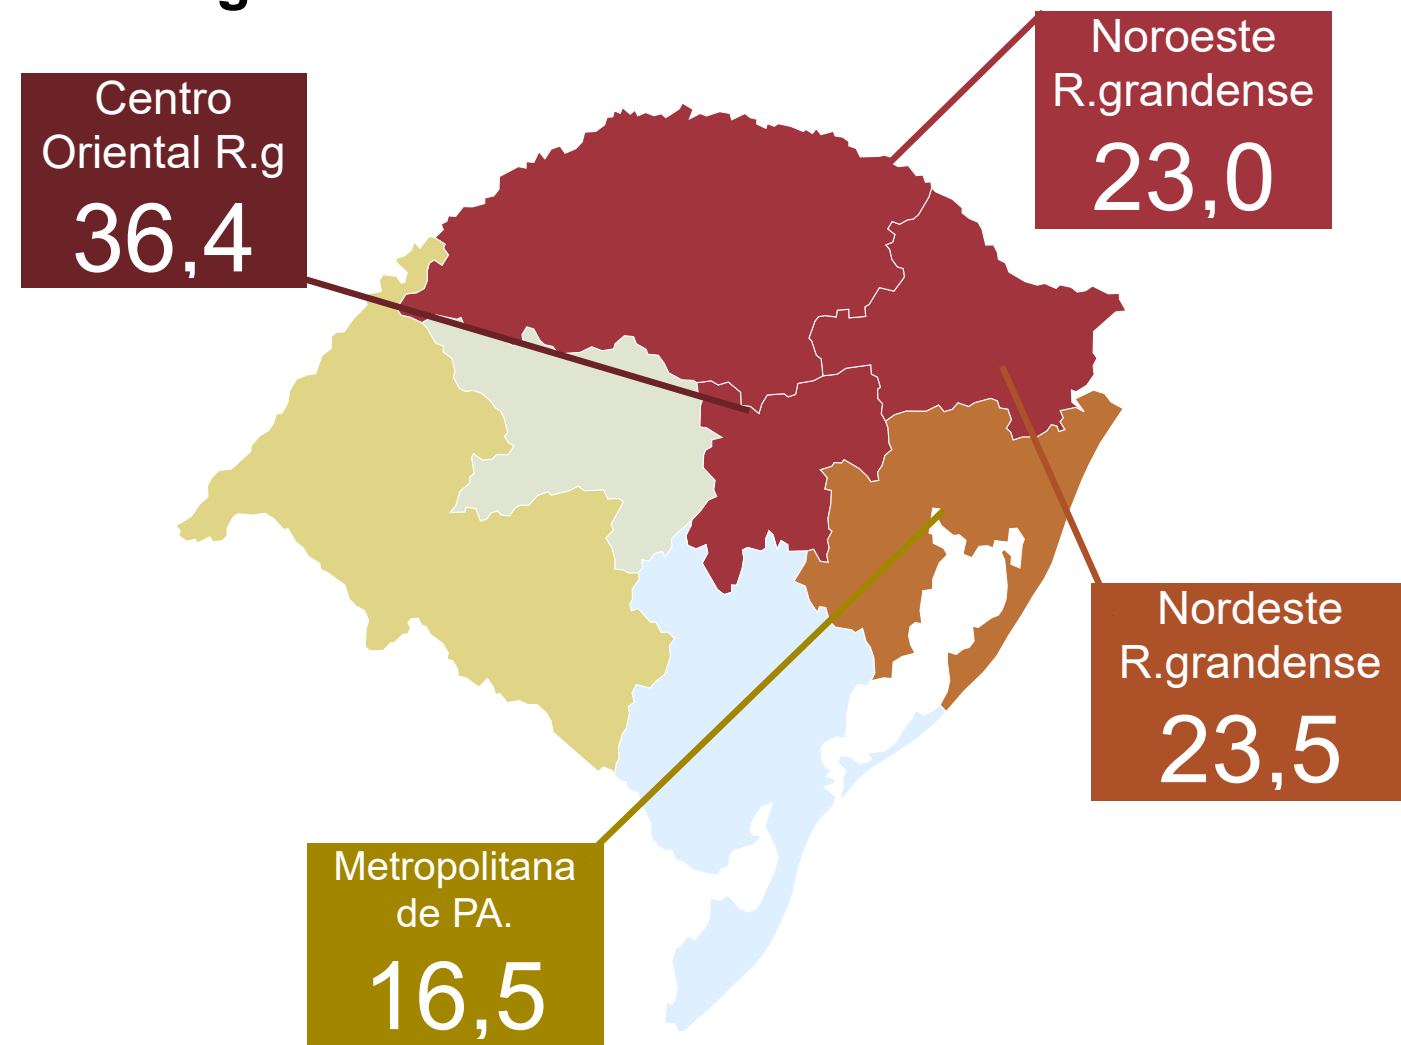 Noroeste
R.grandense
23,0
Centro
Oriental R.g
36,4
Nordeste
R.grandense
23,5
Metropolitana
de PA.
16,5